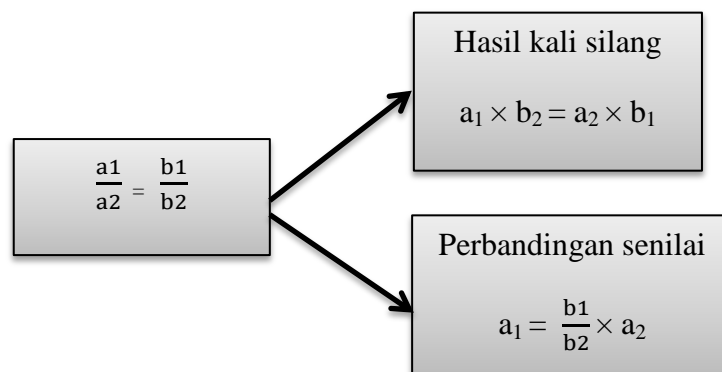 a1/a2 = b1/b2
Hasil kali silang
a₁ × b₂ = a₂ × b₁
Perbandingan senilai
a₁ = b1/b2 × a₂